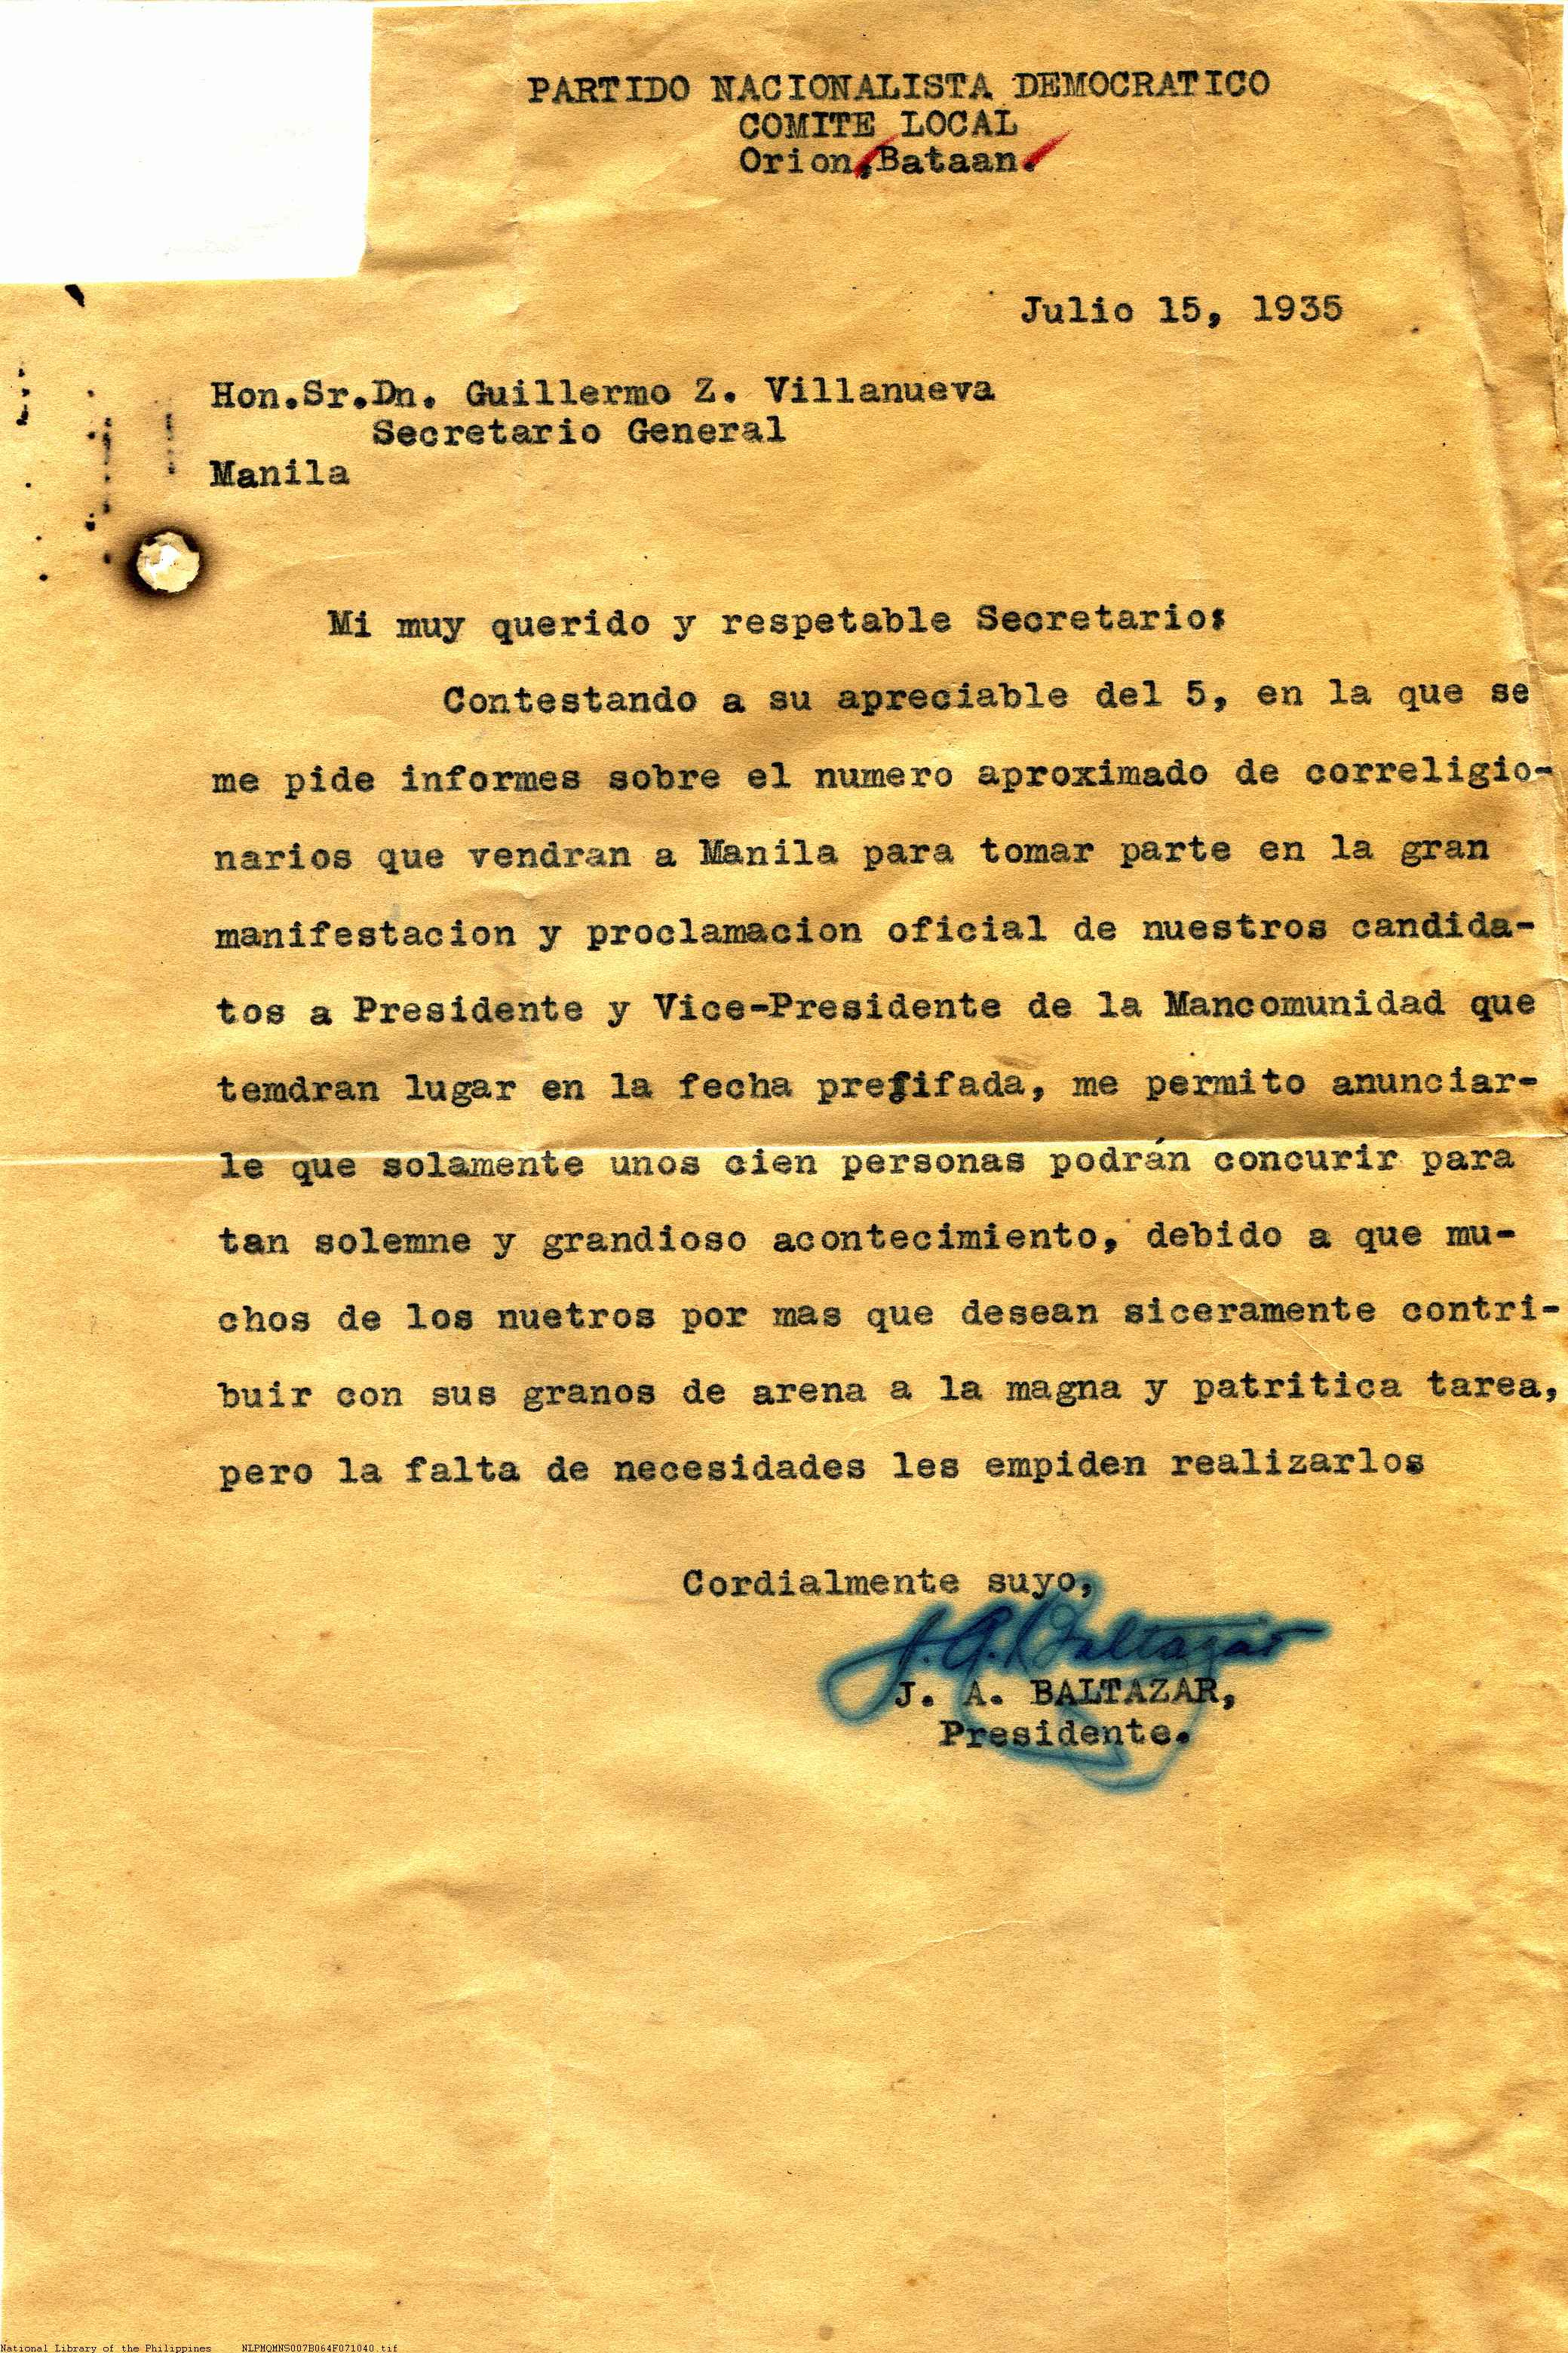 PARTIDO NACIONALISTA DEMOCRATICO
COMITE LOCAL
Orion,Bataan.
Julio 15, 1935
Hon.Sr.Dn. Guillermo Z. Villanueva
Secretario General
Manila
Mi muy querido y respetable Secretario:
Contestando a su apreciable del 5, en la que se
me pide informes sobre el numero aproximado de correligio-
narios que vendran a Manila para tomar parte en la gran
manifestacion y proclamacion oficial de nuestros candida-
tos a Presidente y Vice-Presidente de la Mancomunidad que
temdran lugar en la fecha prefifada, me permito anunciar-
le que solamente unos cien personas podrán concurir para
tan solemne y grandioso acontecimiento, debido a que mu-
chos de los nuetros por mas que desean siceramente contri-
buir con sus granos de arena a la magna y patritica tarea,
pero la falta de necesidades les empiden realizarlos
Cordialmente suyo,
J. A. Baltazar
J. A. BALTAZAR,
Presidente.
National Library of the Philippines NLPMQMNS007B064F071040.tif